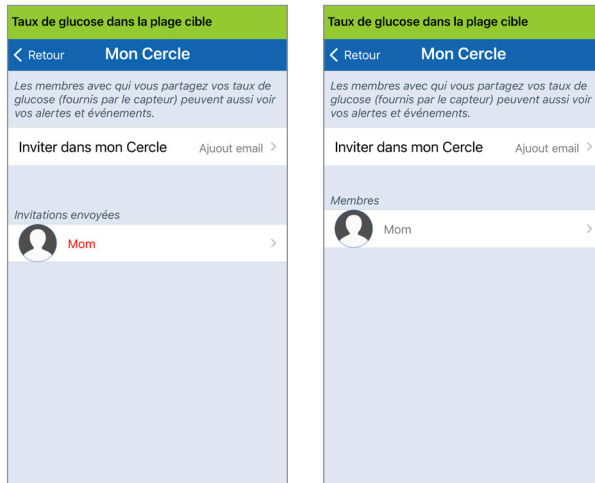 Taux de glucose dans la plage cible
Retour Mon Cercle
Les membres avec qui vous partagez vos taux de
glucose (fournis par le capteur) peuvent aussi voir
vos alertes et événements.
Inviter dans mon Cercle Ajuout email
Invitations envoyées
Mom
Taux de glucose dans la plage cible
Retour Mon Cercle
Les membres avec qui vous partagez vos taux de
glucose (fournis par le capteur) peuvent aussi voir
vos alertes et événements.
Inviter dans mon Cercle Ajuout email
Membres
Mom